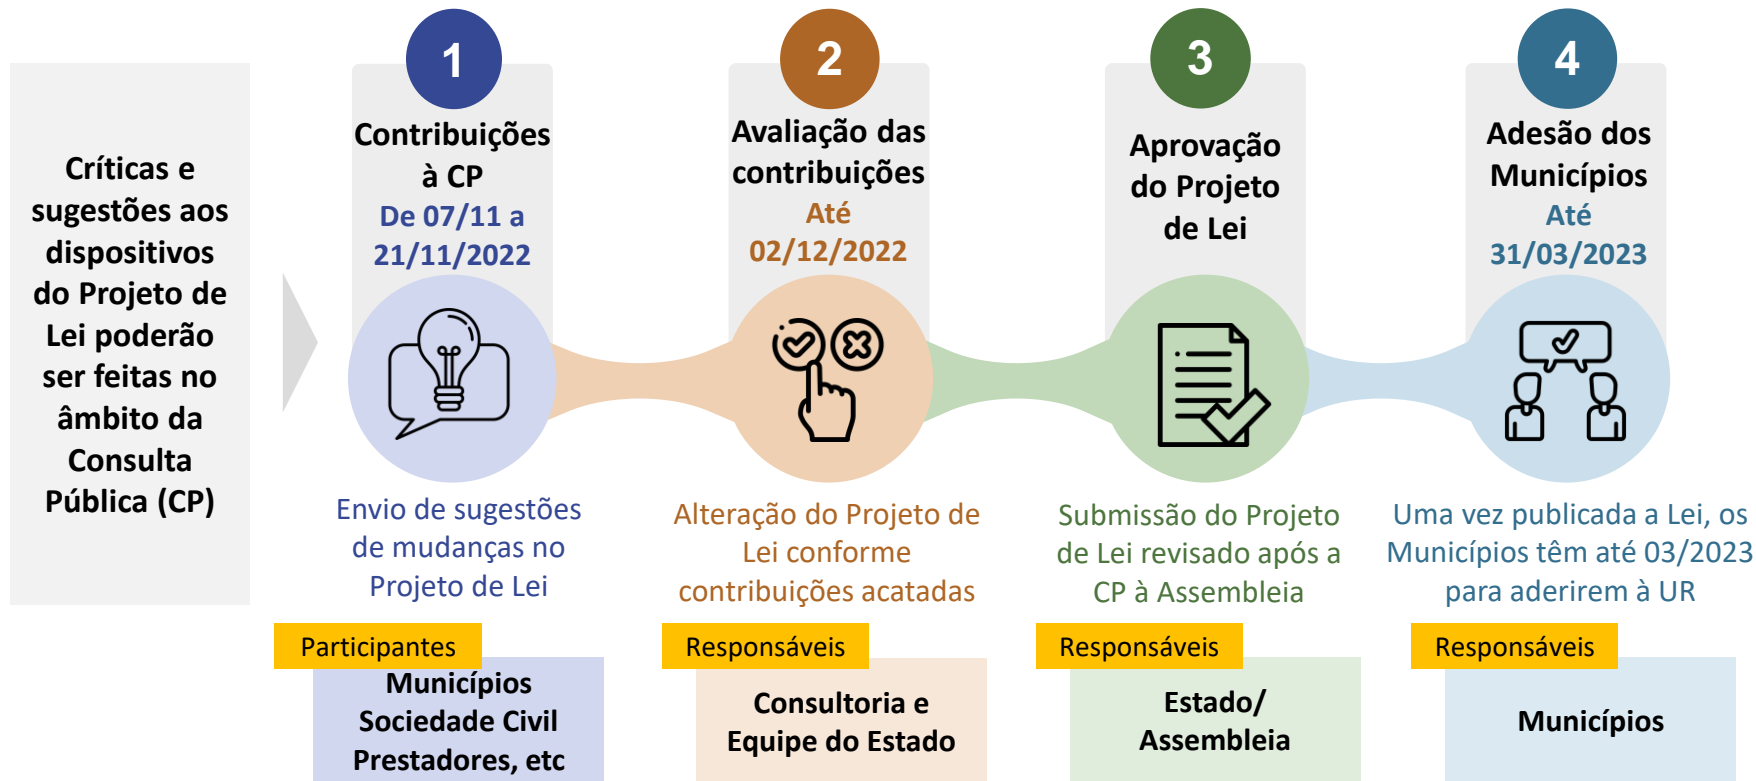 Críticas e
sugestões aos
dispositivos
do Projeto de
Lei poderão
ser feitas no
âmbito da
Consulta
Pública (CP)
1
Contribuições
à CP
De 07/11 a
21/11/2022
Envio de sugestões
de mudanças no
Projeto de Lei
Participantes
Municípios
Sociedade Civil
Prestadores, etc
2
Avaliação das
contribuições
Até
02/12/2022
Alteração do Projeto de
Lei conforme
contribuições acatadas
Responsáveis
Consultoria e
Equipe do Estado
3
Aprovação
do Projeto
de Lei
Submissão do Projeto
de Lei revisado após a
CP à Assembleia
Responsáveis
Estado/
Assembleia
4
Adesão dos
Municípios
Até
31/03/2023
Uma vez publicada a Lei, os
Municípios têm até 03/2023
para aderirem à UR
Responsáveis
Municípios